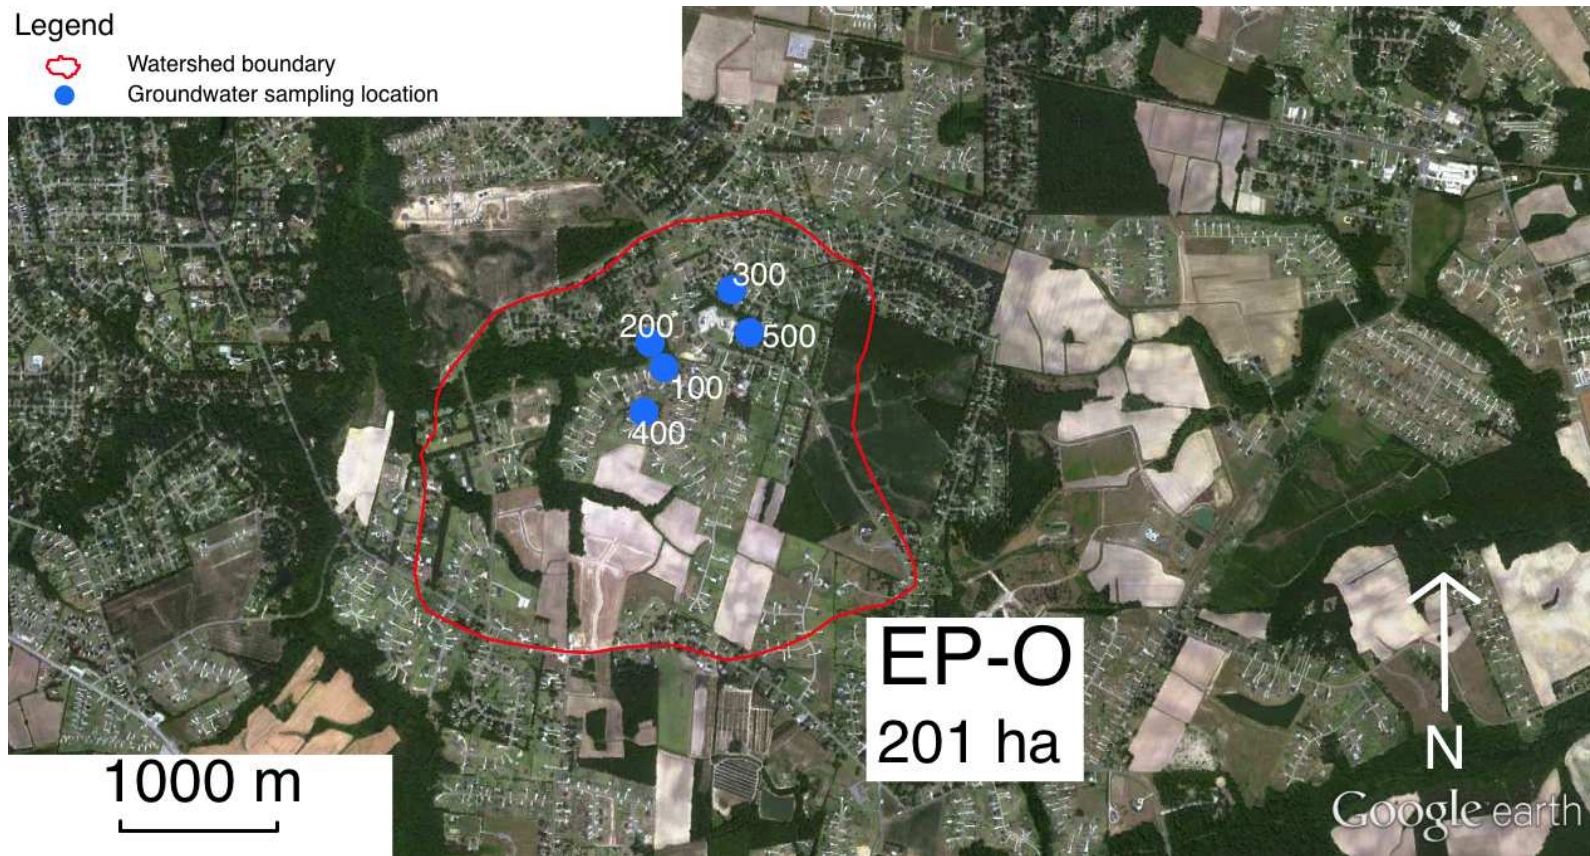 Legend
Watershed boundary
Groundwater sampling location
300
200
500
100
400
EP-O
201 ha
1000 m
N
Google earth